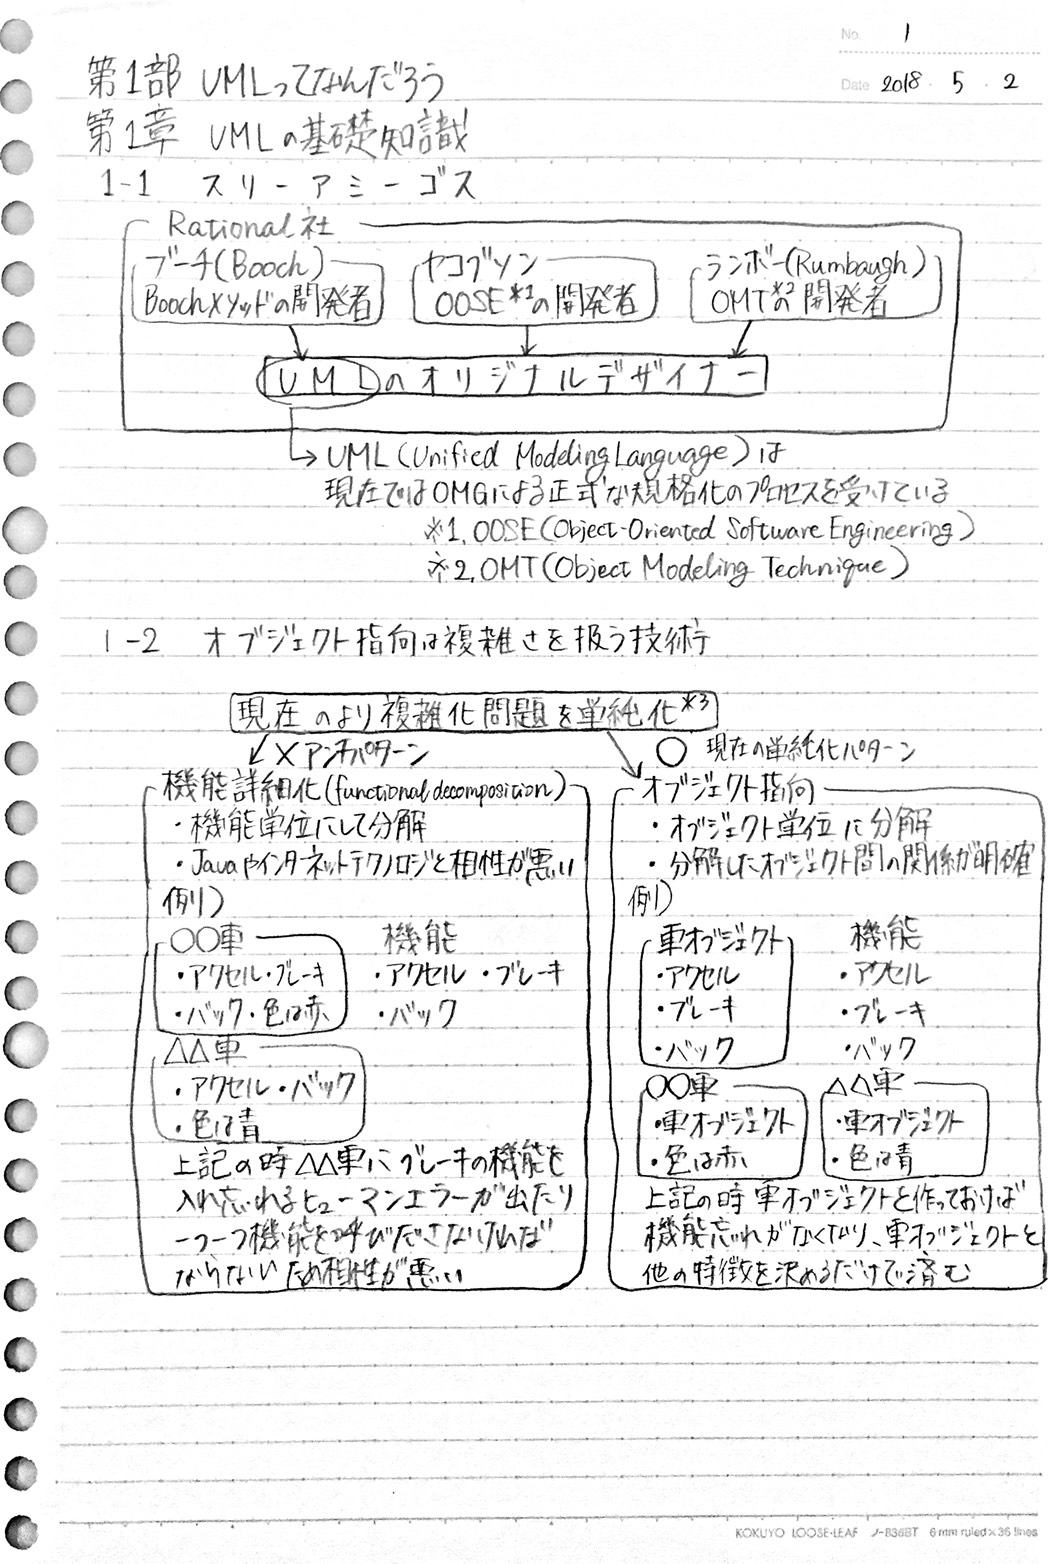 No. 1
Date 2018 . 5 . 2
第1部 UMLってなんだろう
第1章 UMLの基礎知識
1-1 スリーアミーゴス
Rational社
ブーチ(Booch)
Boochメソッドの開発者
ヤコブソン
OOSE※1の開発者
ランボー(Rumbaugh)
OMT※2の開発者
UMLのオリジナルデザイナー
UML(Unified Modeling Language)は
現在ではOMGによる正式な規格化のプロセスを受けている
※1,OOSE(Object-Oriented Software Engineering)
※2,OMT(Object Modeling Technique)
1-2 オブジェクト指向は複雑さを扱う技術
現在のより複雑化問題を単純化※3
×アンチパターン
機能詳細化(functional decomposition)
・機能単位にして分解
・Javaやインターネットテクノロジと相性が悪い
例)
○○車
・アクセル・ブレーキ
・バック・色は赤
機能
・アクセル ・ブレーキ
・バック
△△車
・アクセル・バック
・色は青
上記の時△△車にブレーキの機能を
入れ忘れるヒューマンエラーが出たり
一つ一つ機能を呼びださなければ
ならないため相性が悪い
○ 現在の単純化パターン
オブジェクト指向
・オブジェクト単位に分解
・分解したオブジェクト間の関係が明確
例)
車オブジェクト
・アクセル
・ブレーキ
・バック
機能
・アクセル
・ブレーキ
・バック
○○車
・車オブジェクト
・色は赤
△△車
・車オブジェクト
・色は青
上記の時車オブジェクトと作っておけば
機能忘れがなくなり、車オブジェクトと
他の特徴を決めるだけで済む
KOKUYO LOOSE-LEAF ノ-836BT 6mm ruled×36 lines